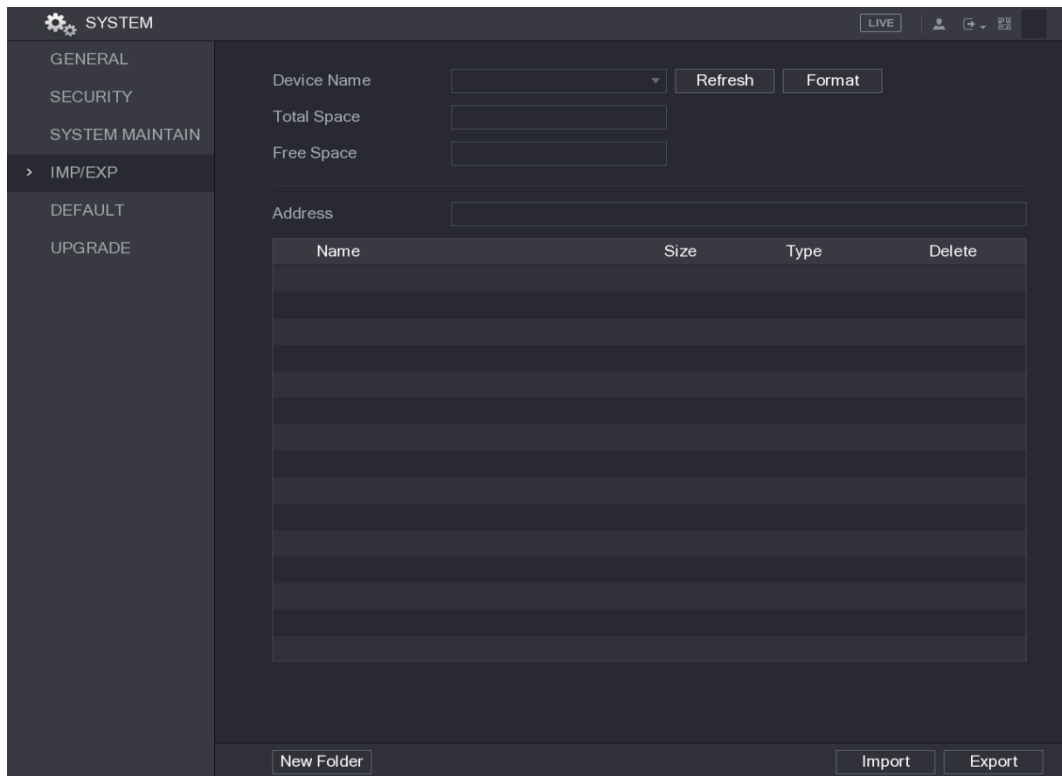 SYSTEM
LIVE
GENERAL
SECURITY
SYSTEM MAINTAIN
IMP/EXP
DEFAULT
UPGRADE
Device Name
Refresh
Format
Total Space
Free Space
Address
Name Size Type Delete
New Folder
Import
Export